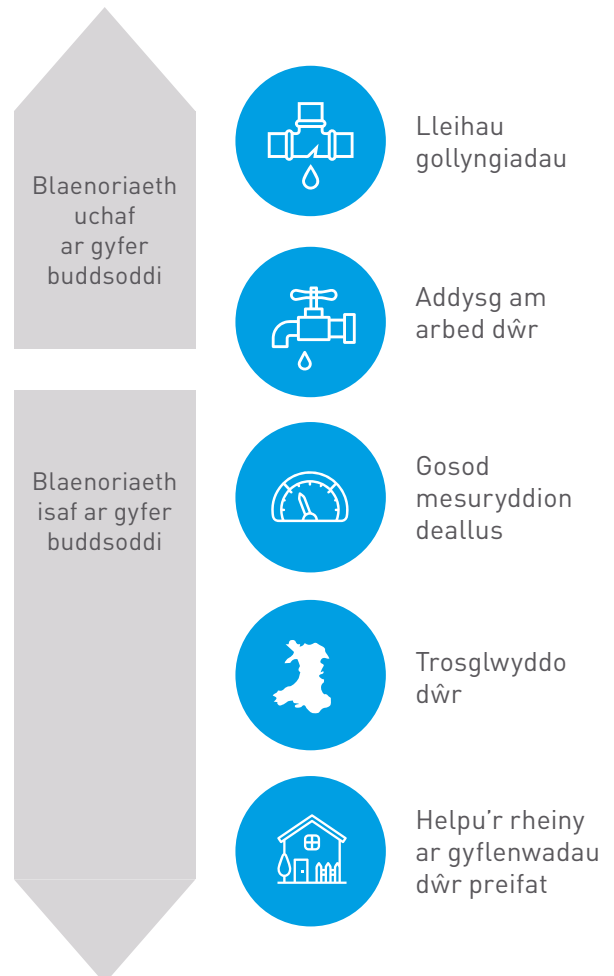 Blaenoriaeth
uchaf
ar gyfer
buddsoddi
Lleihau
gollyngiadau
Addysg am
arbed dŵr
Blaenoriaeth
isaf ar gyfer
buddsoddi
Gosod
mesuryddion
deallus
Trosglwyddo
dŵr
Helpu’r rheiny
ar gyflenwadau
dŵr preifat